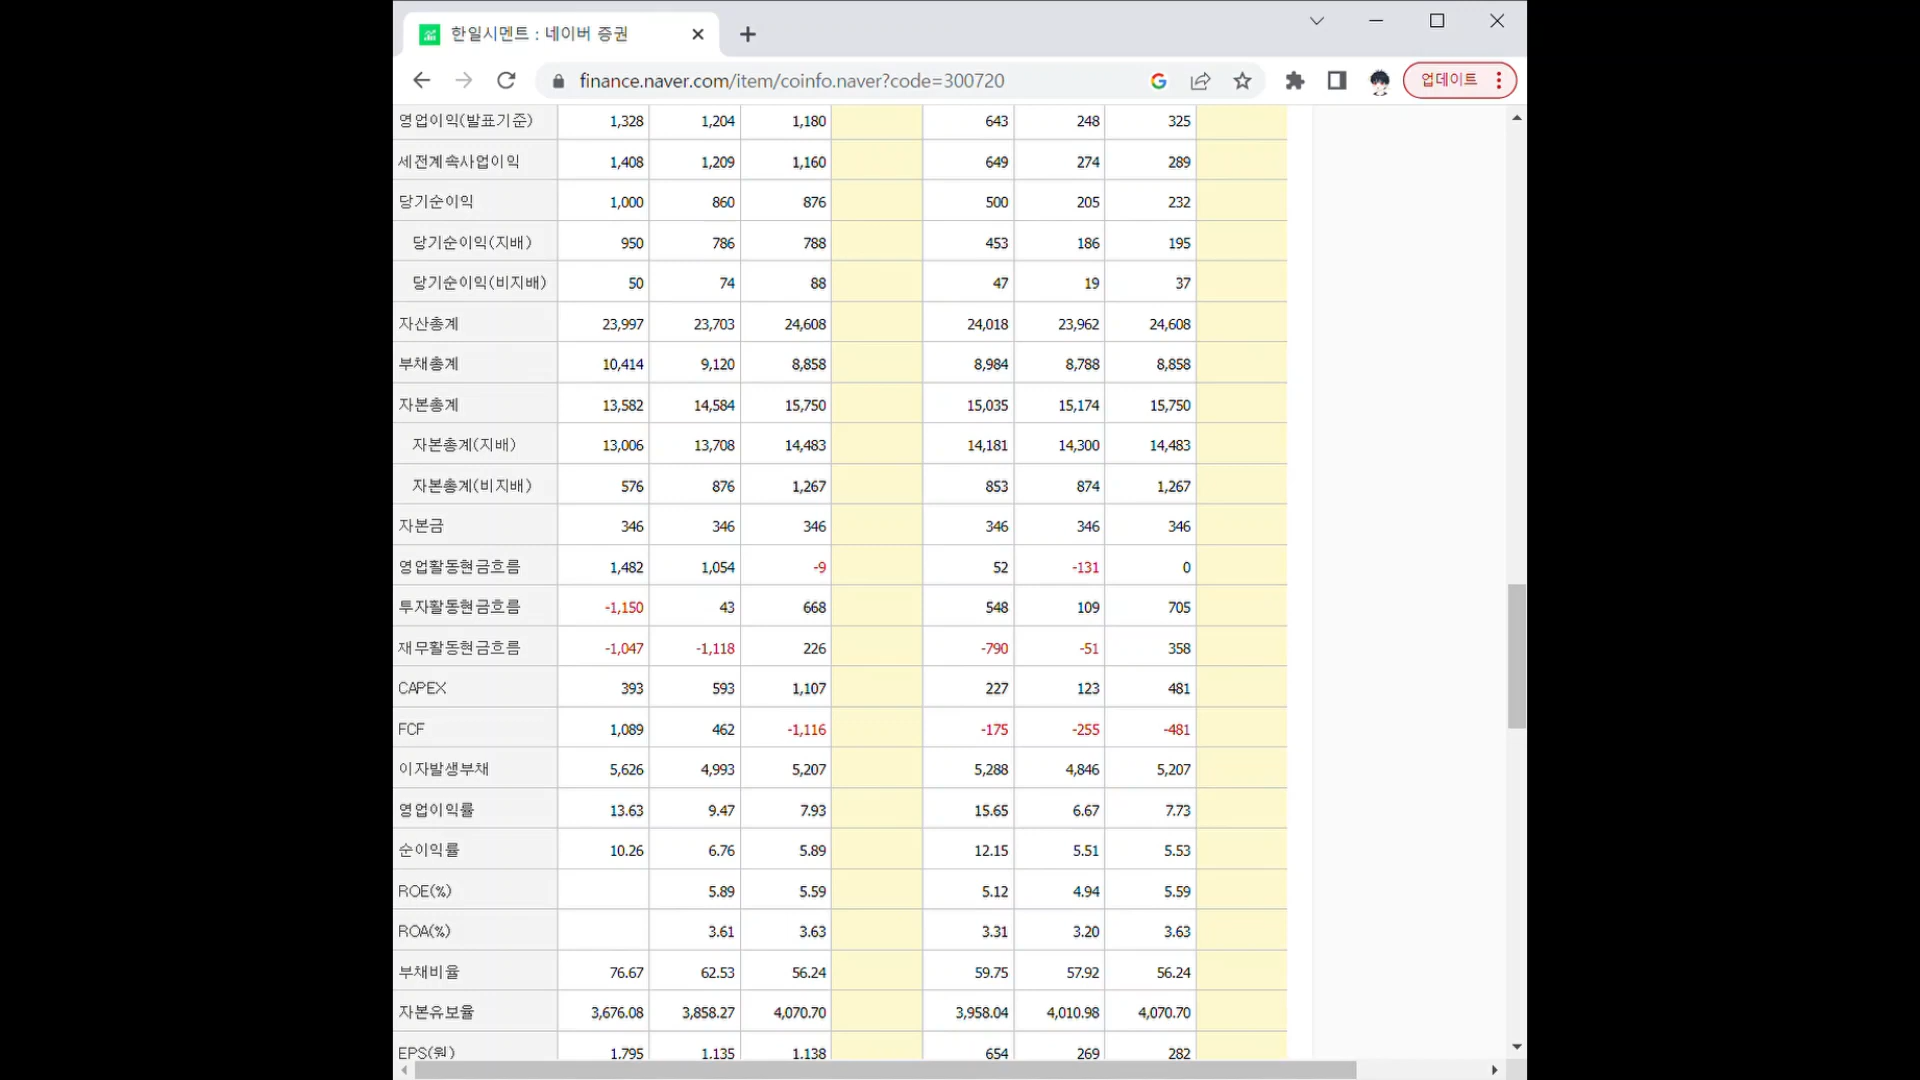 한일시멘트 : 네이버 증권
finance.naver.com/item/coinfo.naver?code=300720
업데이트
영업이익(발표기준) 1,328 1,204 1,180 643 248 325
세전계속사업이익 1,408 1,209 1,160 649 274 289
당기순이익 1,000 860 876 500 205 232
당기순이익(지배) 950 786 788 453 186 195
당기순이익(비지배) 50 74 88 47 19 37
자산총계 23,997 23,703 24,608 24,018 23,962 24,608
부채총계 10,414 9,120 8,858 8,984 8,788 8,858
자본총계 13,582 14,584 15,750 15,035 15,174 15,750
자본총계(지배) 13,006 13,708 14,483 14,181 14,300 14,483
자본총계(비지배) 576 876 1,267 853 874 1,267
자본금 346 346 346 346 346 346
영업활동현금흐름 1,482 1,054 -9 52 -131 0
투자활동현금흐름 -1,150 43 668 548 109 705
재무활동현금흐름 -1,047 -1,118 226 -790 -51 358
CAPEX 393 593 1,107 227 123 481
FCF 1,089 462 -1,116 -175 -255 -481
이자발생부채 5,626 4,993 5,207 5,288 4,846 5,207
영업이익률 13.63 9.47 7.93 15.65 6.67 7.73
순이익률 10.26 6.76 5.89 12.15 5.51 5.53
ROE(%) 5.89 5.59 5.12 4.94 5.59
ROA(%) 3.61 3.63 3.31 3.20 3.63
부채비율 76.67 62.53 56.24 59.75 57.92 56.24
자본유보율 3,676.08 3,858.27 4,070.70 3,958.04 4,010.98 4,070.70
EPS(원) 1,795 1,135 1,138 654 269 282